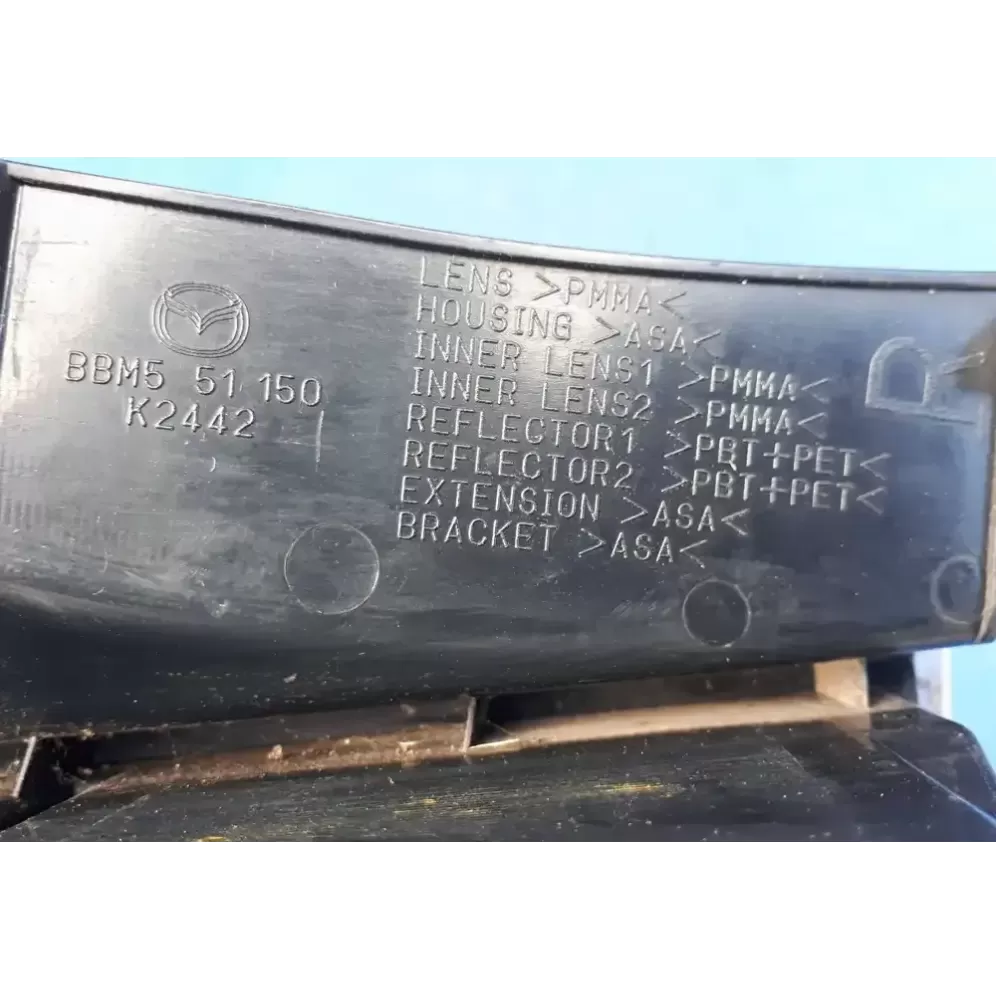 BBM5 51 150
K2442
LENS >PMMA<
HOUSING >ASA<
INNER LENS1 >PMMA<
INNER LENS2 >PMMA<
REFLECTOR1 >PBT+PET<
REFLECTOR2 >PBT+PET<
EXTENSION >ASA<
BRACKET >ASA<
R